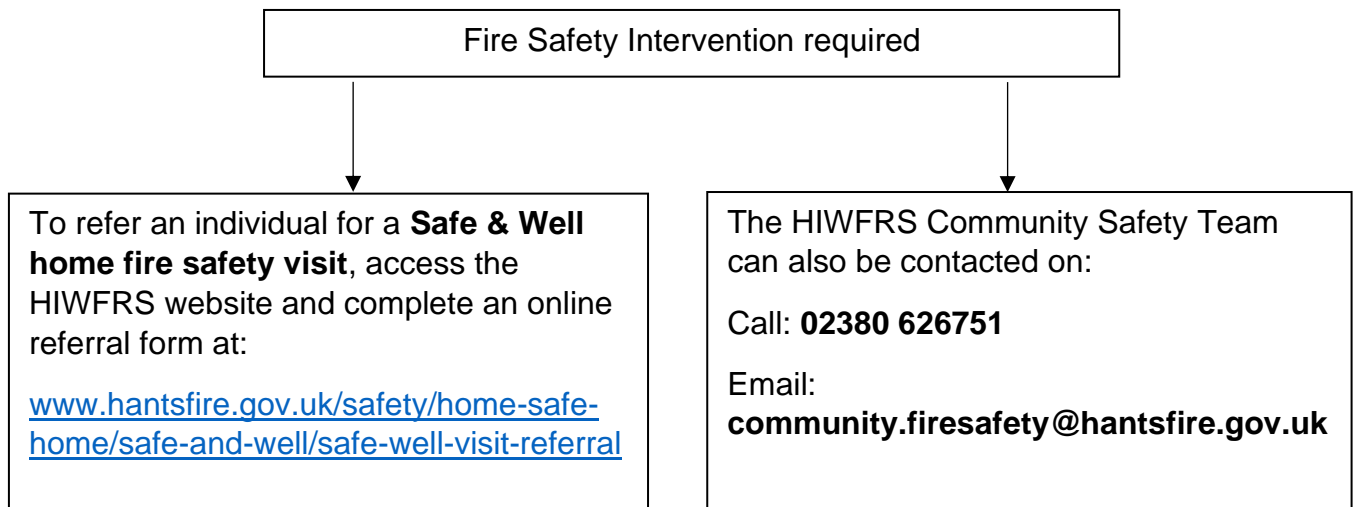 Fire Safety Intervention required
To refer an individual for a Safe & Well
home fire safety visit, access the
HIWFRS website and complete an online
referral form at:
www.hantsfire.gov.uk/safety/home-safe-
home/safe-and-well/safe-well-visit-referral
The HIWFRS Community Safety Team
can also be contacted on:
Call: 02380 626751
Email:
community.firesafety@hantsfire.gov.uk